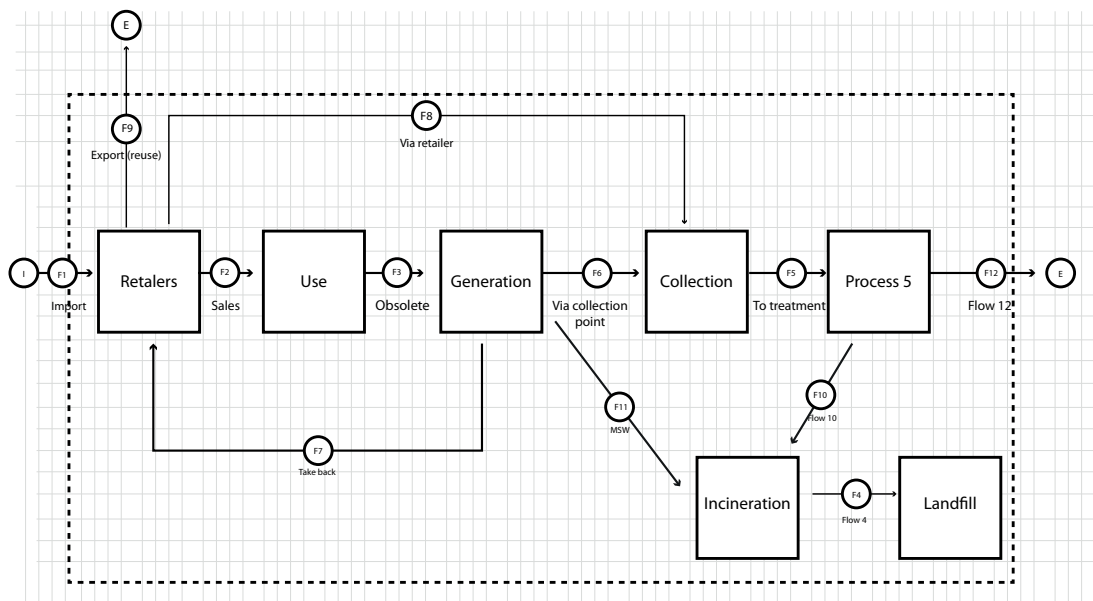 E
F9
Export (reuse)
F8
Via retailer
I
F1
Import
Retalers
F2
Sales
Use
F3
Obsolete
Generation
F6
Via collection
point
Collection
F5
To treatment
Process 5
F12
Flow 12
E
F11
MSW
F10
Flow 10
F7
Take back
Incineration
F4
Flow 4
Landfill